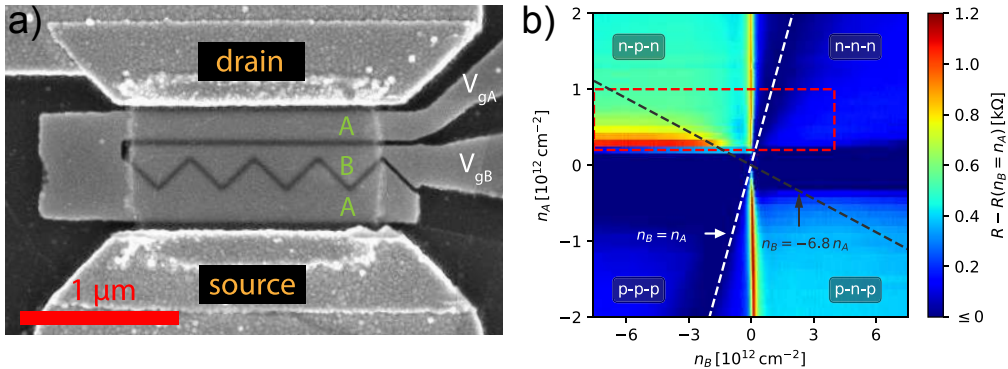 a)
drain
V_gA
A
B
V_gB
A
source
1 μm
b)
n-p-n
n-n-n
n_B = n_A
n_B = −6.8 n_A
p-p-p
p-n-p
2
1
0
−1
−2
n_A [10^12 cm^-2]
−6
−3
0
3
6
n_B [10^12 cm^-2]
1.2
1.0
0.8
0.6
0.4
0.2
≤ 0
R − R(n_B = n_A) [kΩ]